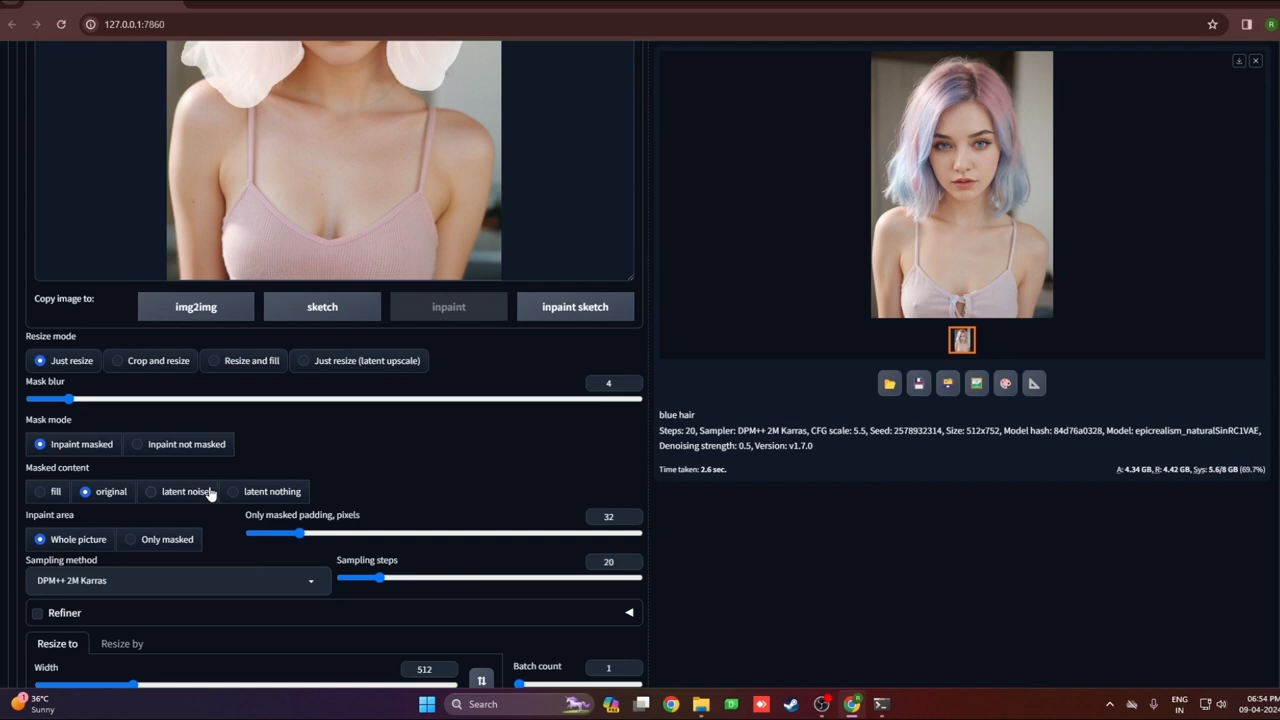 127.0.0.1:7860
R
Copy image to:
img2img
sketch
inpaint
inpaint sketch
Resize mode
Just resize
Crop and resize
Resize and fill
Just resize (latent upscale)
Mask blur
4
Mask mode
Inpaint masked
Inpaint not masked
Masked content
fill
original
latent noise
latent nothing
Inpaint area
Only masked padding, pixels
32
Whole picture
Only masked
Sampling method
Sampling steps
20
DPM++ 2M Karras
Refiner
Resize to
Resize by
Width
512
Batch count
1
blue hair
Steps: 20, Sampler: DPM++ 2M Karras, CFG scale: 5.5, Seed: 2578932314, Size: 512x752, Model hash: 84d76a0328, Model: epicrealism_naturalSinRC1VAE,
Denoising strength: 0.5, Version: v1.7.0
Time taken: 2.6 sec.
A: 4.34 GB, R: 4.42 GB, Sys: 5.6/8 GB (69.7%)
1
36°C
Sunny
Search
ENG
IN
06:54 PM
09-04-2024